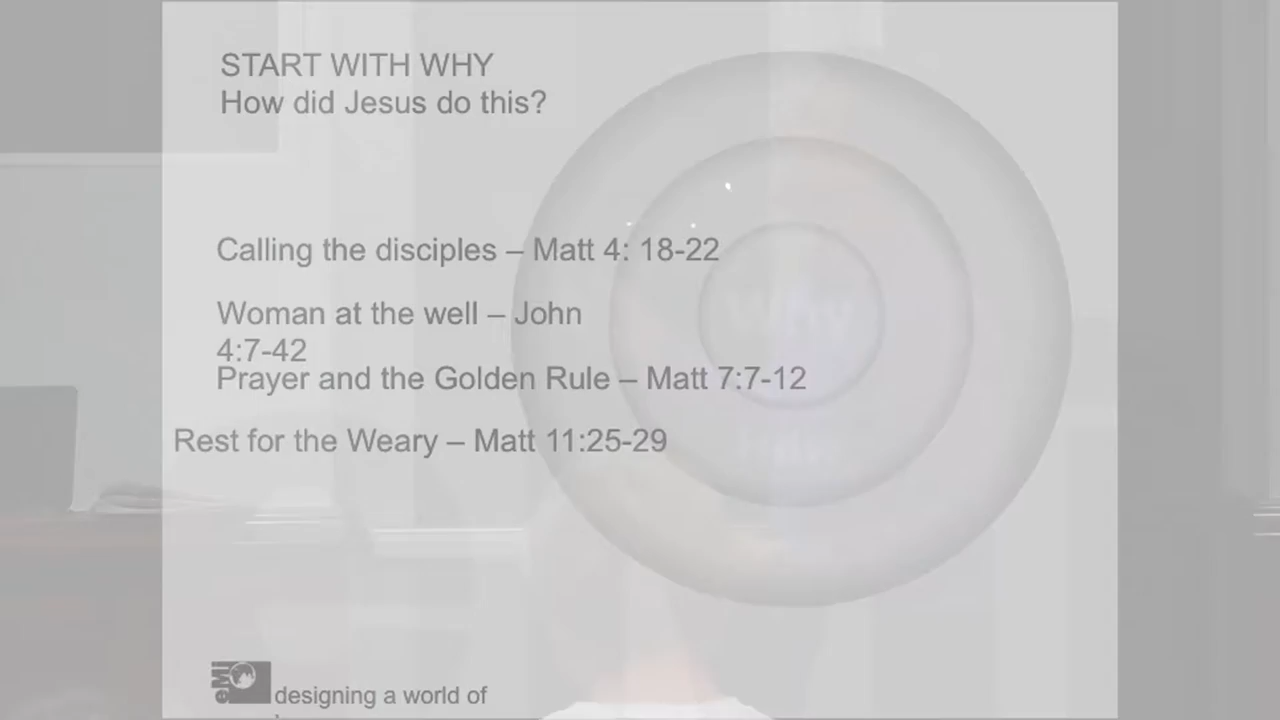 START WITH WHY
How did Jesus do this?
Calling the disciples – Matt 4: 18-22
Woman at the well – John
4:7-42
Prayer and the Golden Rule – Matt 7:7-12
Rest for the Weary – Matt 11:25-29
Why
eMi
designing a world of